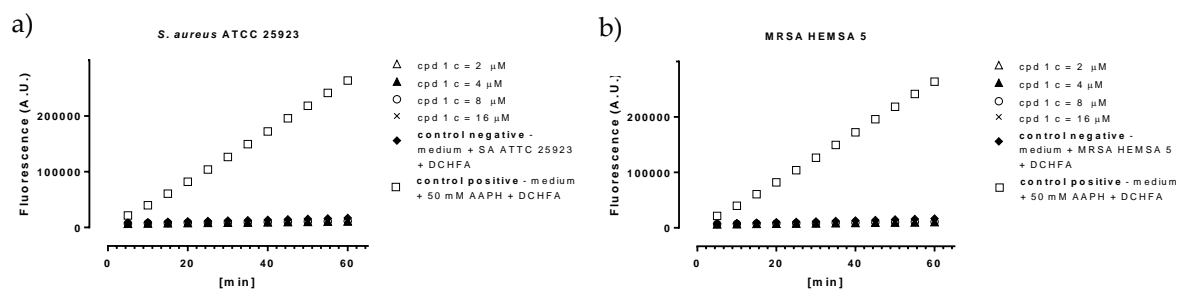 a)
S. aureus ATCC 25923
Fluorescence (A.U.)
200000
100000
0
0 20 40 60
[min]
cpd 1 c = 2 µM
cpd 1 c = 4 µM
cpd 1 c = 8 µM
cpd 1 c = 16 µM
control negative -
medium + SA ATTC 25923
+ DCHFA
control positive - medium
+ 50 mM AAPH + DCHFA
b)
MRSA HEMSA 5
Fluorescence (A.U.]
200000
100000
0
0 20 40 60
[min]
cpd 1 c = 2 µM
cpd 1 c = 4 µM
cpd 1 c = 8 µM
cpd 1 c = 16 µM
control negative -
medium + MRSA HEMSA 5
+ DCHFA
control positive - medium
+ 50 mM AAPH + DCHFA